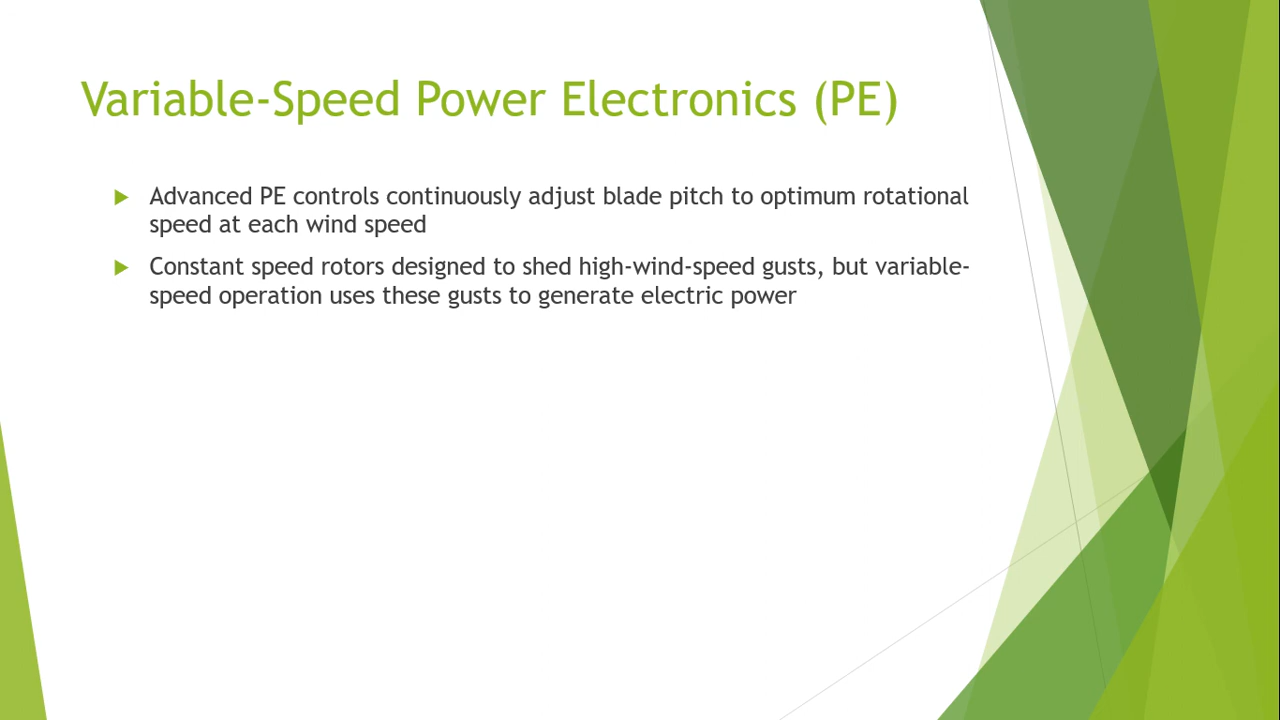 Variable-Speed Power Electronics (PE)
Advanced PE controls continuously adjust blade pitch to optimum rotational
speed at each wind speed
Constant speed rotors designed to shed high-wind-speed gusts, but variable-
speed operation uses these gusts to generate electric power